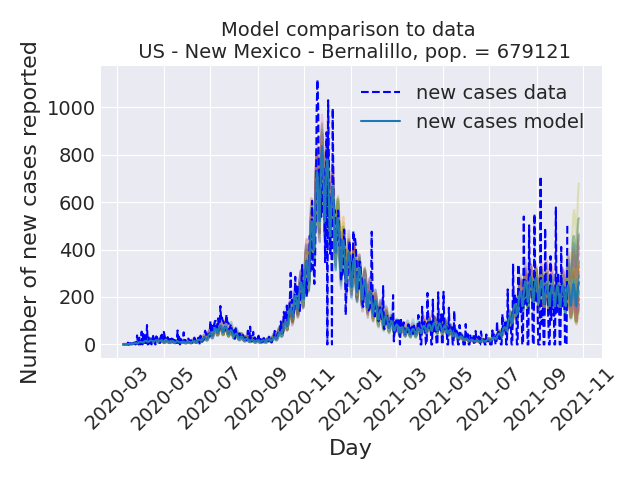 Model comparison to data
US - New Mexico - Bernalillo, pop. = 679121
Number of new cases reported
1000
800
600
400
200
0
new cases data
new cases model
2020-03
2020-05
2020-07
2020-09
2020-11
2021-01
2021-03
2021-05
2021-07
2021-09
2021-11
Day